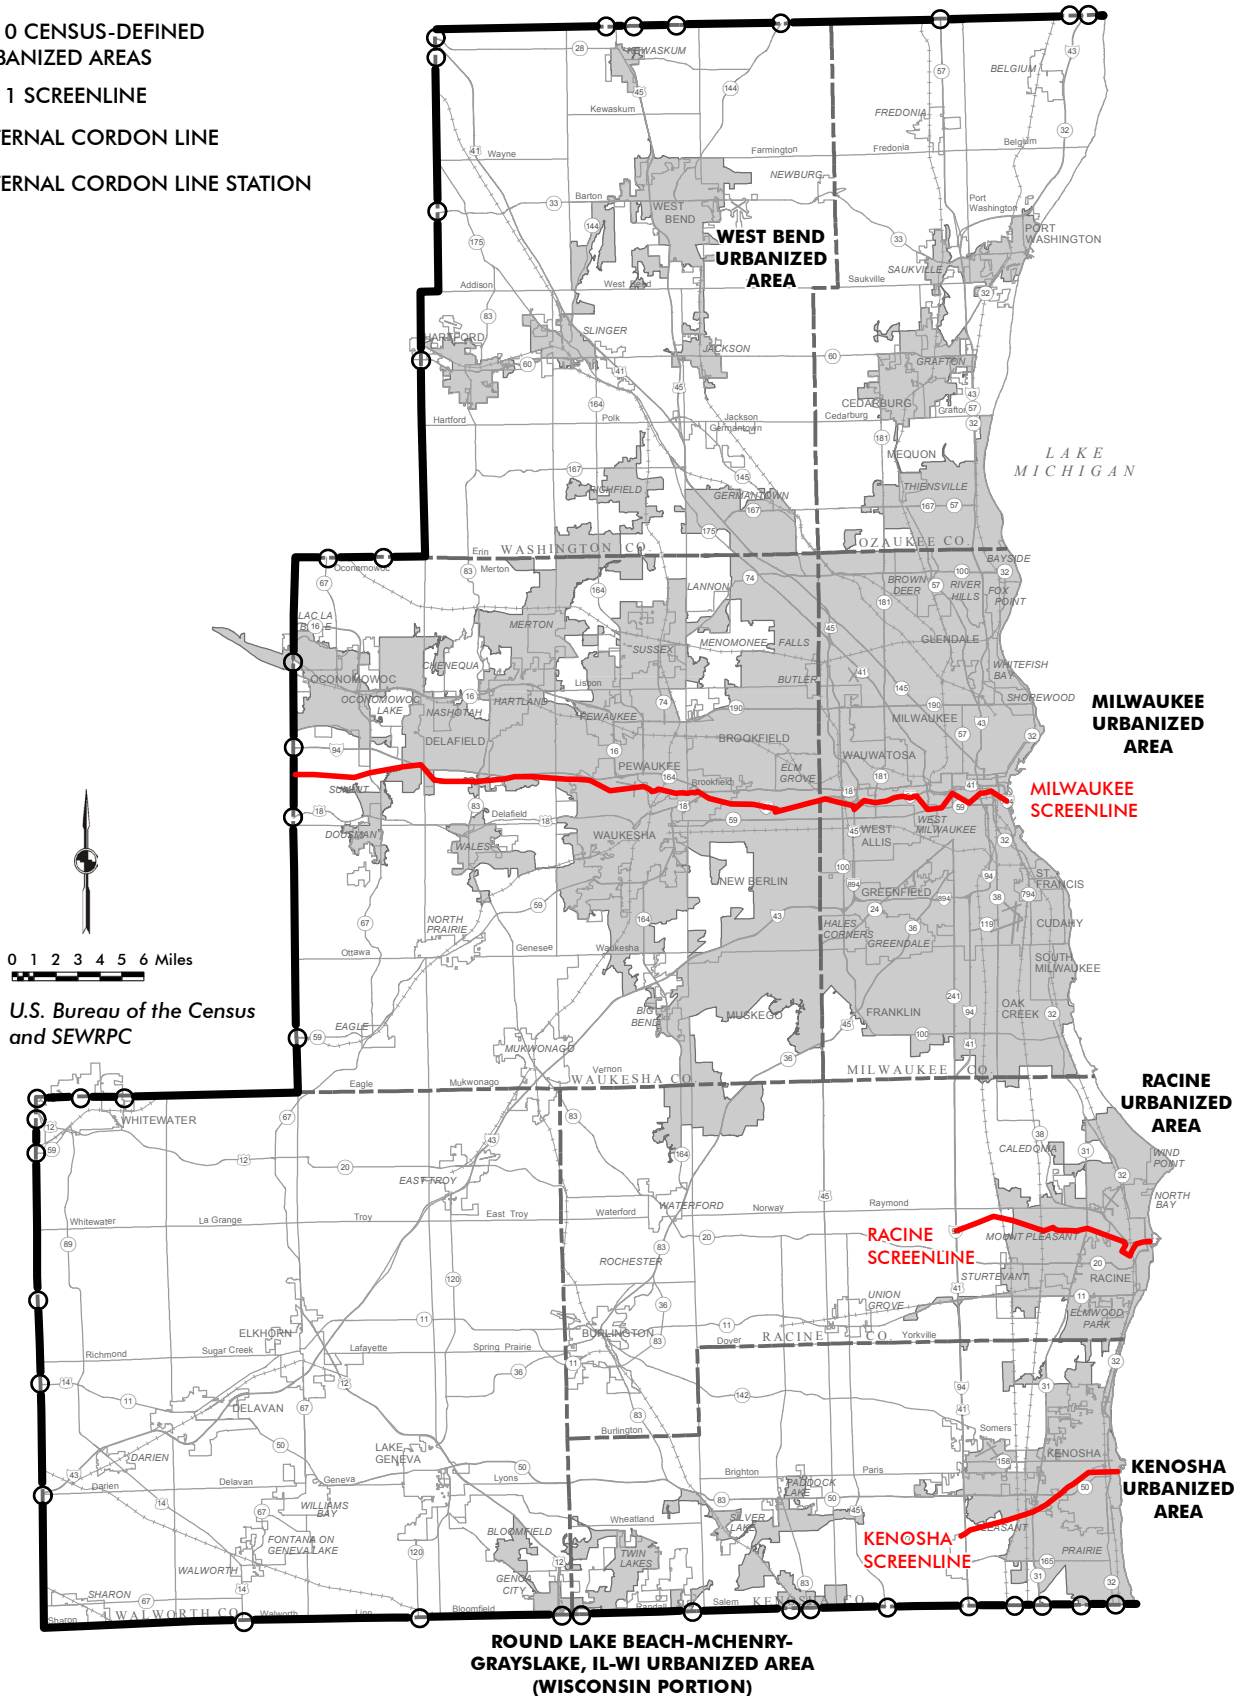 0 CENSUS-DEFINED
BANIZED AREAS
1 SCREENLINE
TERNAL CORDON LINE
TERNAL CORDON LINE STATION
KEWASKUM
Kewaskum
BELGIUM
FREDONIA
Wayne
Farmington
Fredonia
Belgium
NEWBURG
Barton
WEST
BEND
Port
Washington
PORT
WASHINGTON
WEST BEND
URBANIZED
AREA
SAUKVILLE
Saukville
Addison
West Bend
HARTFORD
SLINGER
JACKSON
GRAFTON
CEDARBURG
Cedarburg
Grafton
Hartford
Polk
Jackson
Germantown
MEQUON
LAKE
MICHIGAN
THIENSVILLE
RICHFIELD
GERMANTOWN
Erin
WASHINGTON CO.
OZAUKEE CO.
Oconomowoc
Merton
BAYSIDE
LANNON
BROWN
DEER
RIVER
HILLS
FOX
POINT
LAC LA
BELLE
MERTON
SUSSEX
MENOMONEE FALLS
GLENDALE
CHENEQUA
OCONOMOWOC
WHITEFISH
BAY
Lisbon
BUTLER
OCONOMOWOC
LAKE
NASHOTAH
HARTLAND
PEWAUKEE
SHOREWOOD
MILWAUKEE
MILWAUKEE
URBANIZED
AREA
DELAFIELD
BROOKFIELD
WAUWATOSA
PEWAUKEE
ELM
GROVE
Brookfield
MILWAUKEE
SCREENLINE
SUMMIT
Delafield
DOUSMAN
WALES
WAUKESHA
WEST
ALLIS
WEST
MILWAUKEE
NEW BERLIN
GREENFIELD
ST.
FRANCIS
NORTH
PRAIRIE
HALES
CORNERS
GREENDALE
CUDAHY
Ottawa
Genesee
Waukesha
SOUTH
MILWAUKEE
0 1 2 3 4 5 6 Miles
U.S. Bureau of the Census
and SEWRPC
EAGLE
BIG
BEND
MUSKEGO
FRANKLIN
OAK
CREEK
MUKWONAGO
Eagle
Mukwonago
Vernon
WAUKESHA CO.
MILWAUKEE CO.
WHITEWATER
RACINE
URBANIZED
AREA
CALEDONIA
WIND
POINT
NORTH
BAY
EAST TROY
WATERFORD
Whitewater
La Grange
Troy
East Troy
Waterford
Norway
Raymond
RACINE
SCREENLINE
MOUNT PLEASANT
ROCHESTER
STURTEVANT
RACINE
UNION
GROVE
ELMWOOD
PARK
ELKHORN
BURLINGTON
Dover
RACINE CO.
Yorkville
Richmond
Sugar Creek
Lafayette
Spring Prairie
DELAVAN
Burlington
Somers
LAKE
GENEVA
KENOSHA
DARIEN
Darien
Delavan
Geneva
Lyons
Brighton
Paris
PADDOCK
LAKE
KENOSHA
URBANIZED
AREA
WILLIAMS
BAY
Wheatland
SILVER
LAKE
BLOOMFIELD
FONTANA ON
GENEVA LAKE
KENOSHA
SCREENLINE
PLEASANT
PRAIRIE
TWIN
LAKES
WALWORTH
GENOA
CITY
SHARON
Sharon
WALWORTH CO.
Walworth
Linn
Bloomfield
Randall
Salem
KENOSHA CO.
ROUND LAKE BEACH-MCHENRY-
GRAYSLAKE, IL-WI URBANIZED AREA
(WISCONSIN PORTION)